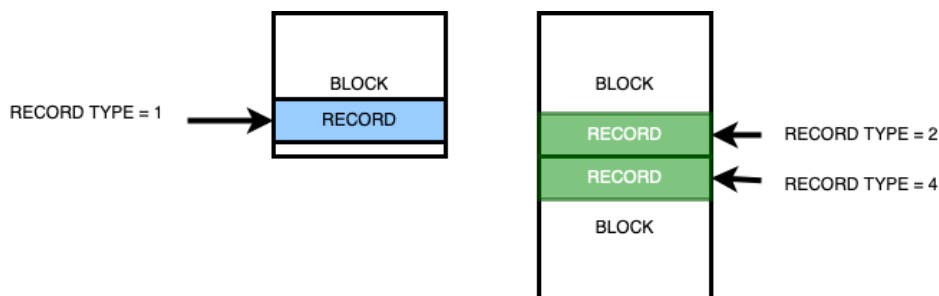 BLOCK
RECORD TYPE = 1
RECORD
BLOCK
RECORD
RECORD TYPE = 2
RECORD
RECORD TYPE = 4
BLOCK